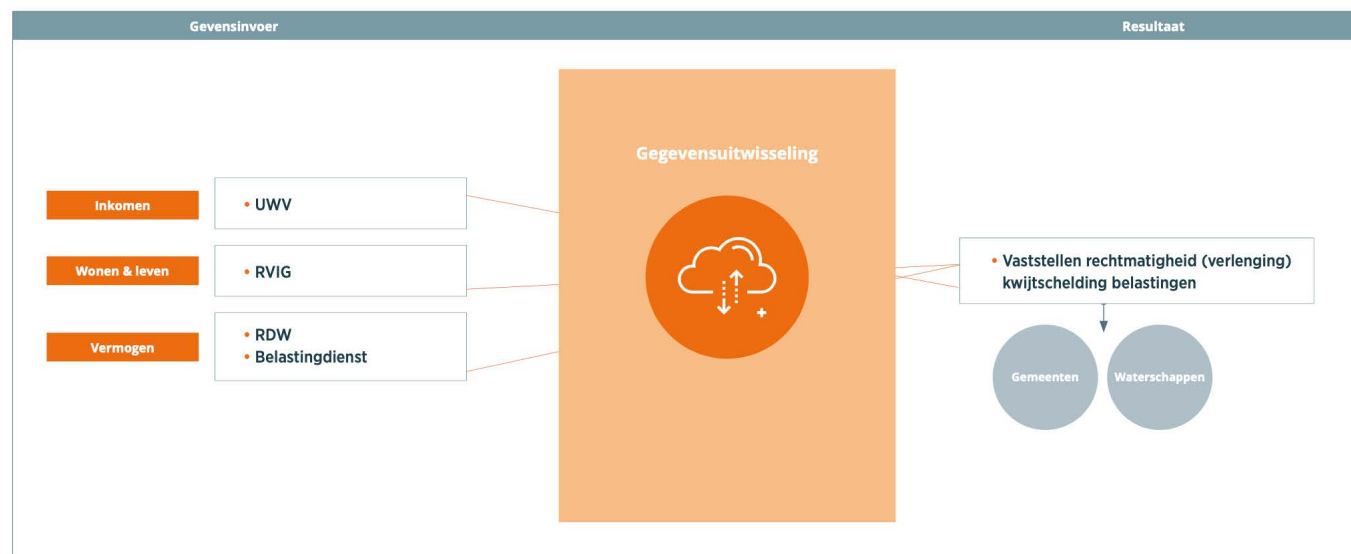 Gevensinvoer
Resultaat
Gegevensuitwisseling
Inkomen
• UWV
Wonen & leven
• RVIG
Vermogen
• RDW
• Belastingdienst
• Vaststellen rechtmatigheid (verlenging)
kwijtschelding belastingen
Gemeenten
Waterschappen